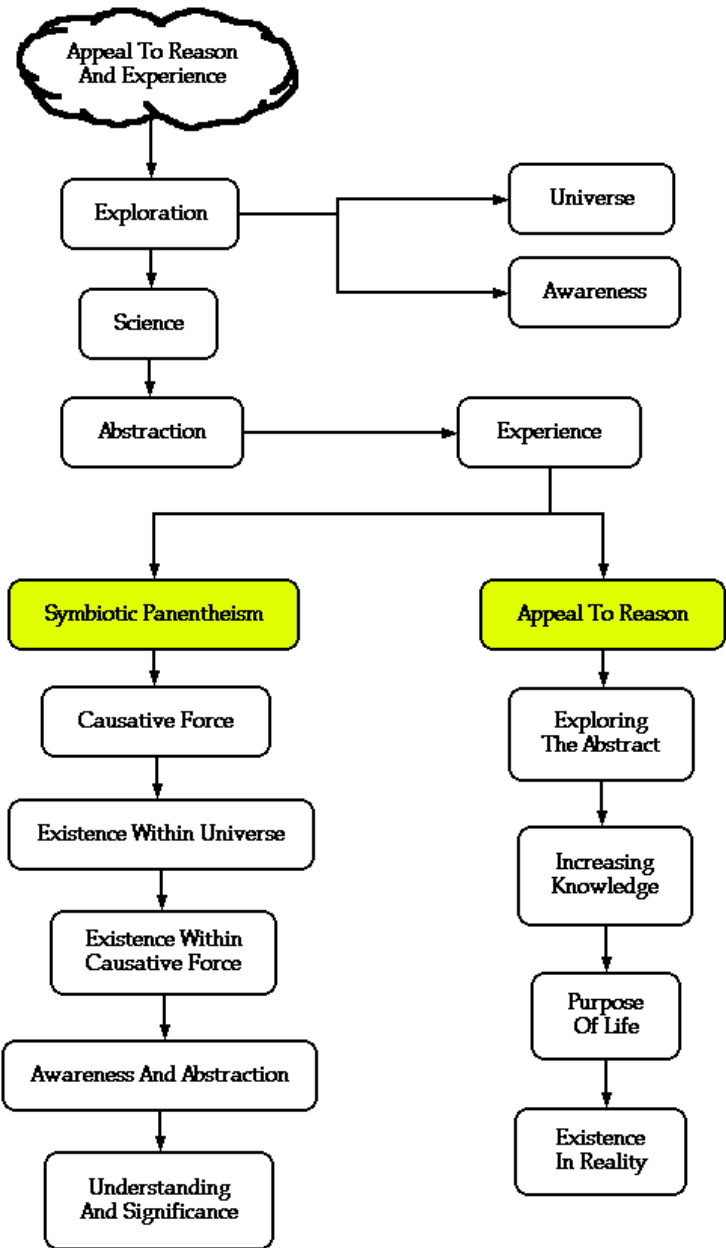 Appeal To Reason
And Experience
Exploration
Universe
Awareness
Science
Abstraction
Experience
Symbiotic Panentheism
Causative Force
Existence Within Universe
Existence Within
Causative Force
Awareness And Abstraction
Understanding
And Significance
Appeal To Reason
Exploring
The Abstract
Increasing
Knowledge
Purpose
Of Life
Existence
In Reality